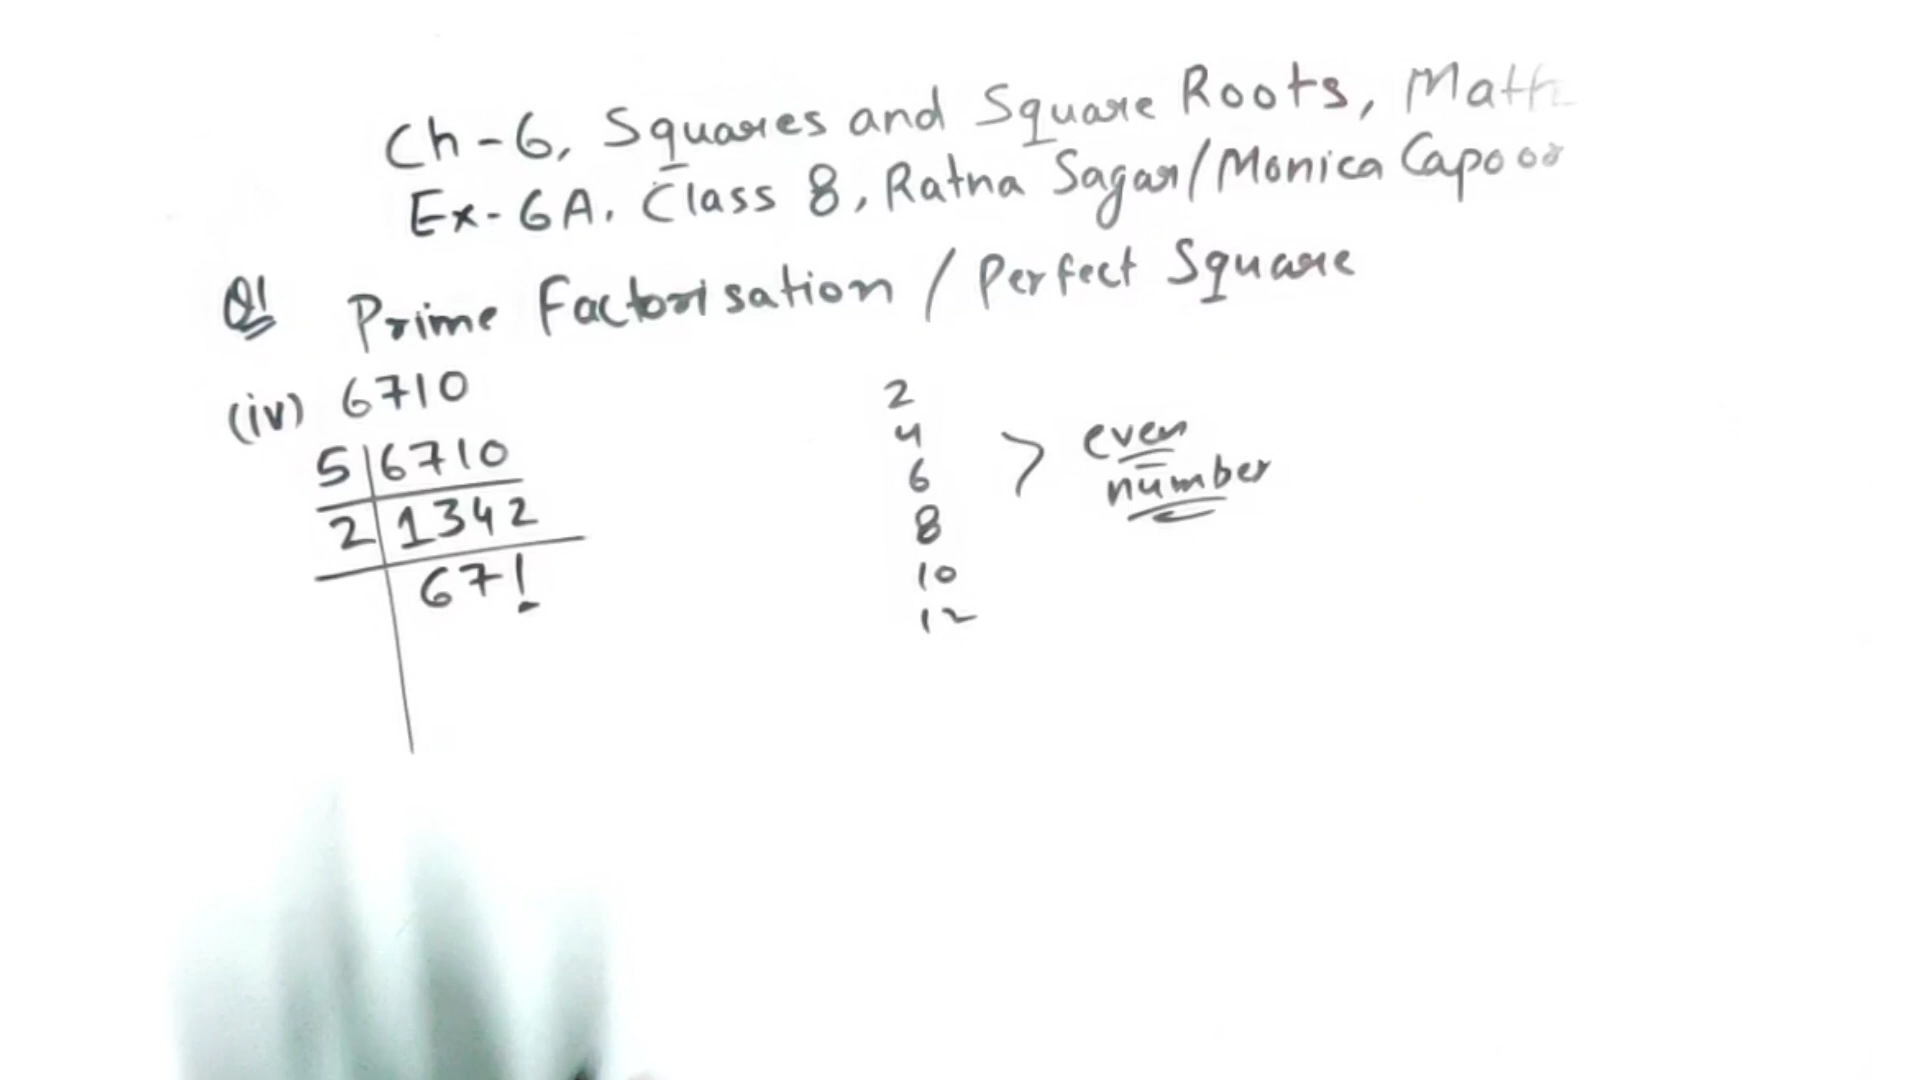 Ch-6, Squares and Square Roots,
Ex-6A. Class 8, Ratna Sagar/Monica Capoor
Q1 Prime Factorisation / Perfect Square
(iv) 6710
5 | 6710
2 | 1342
671
2
4
6
8
10
12
> even
number